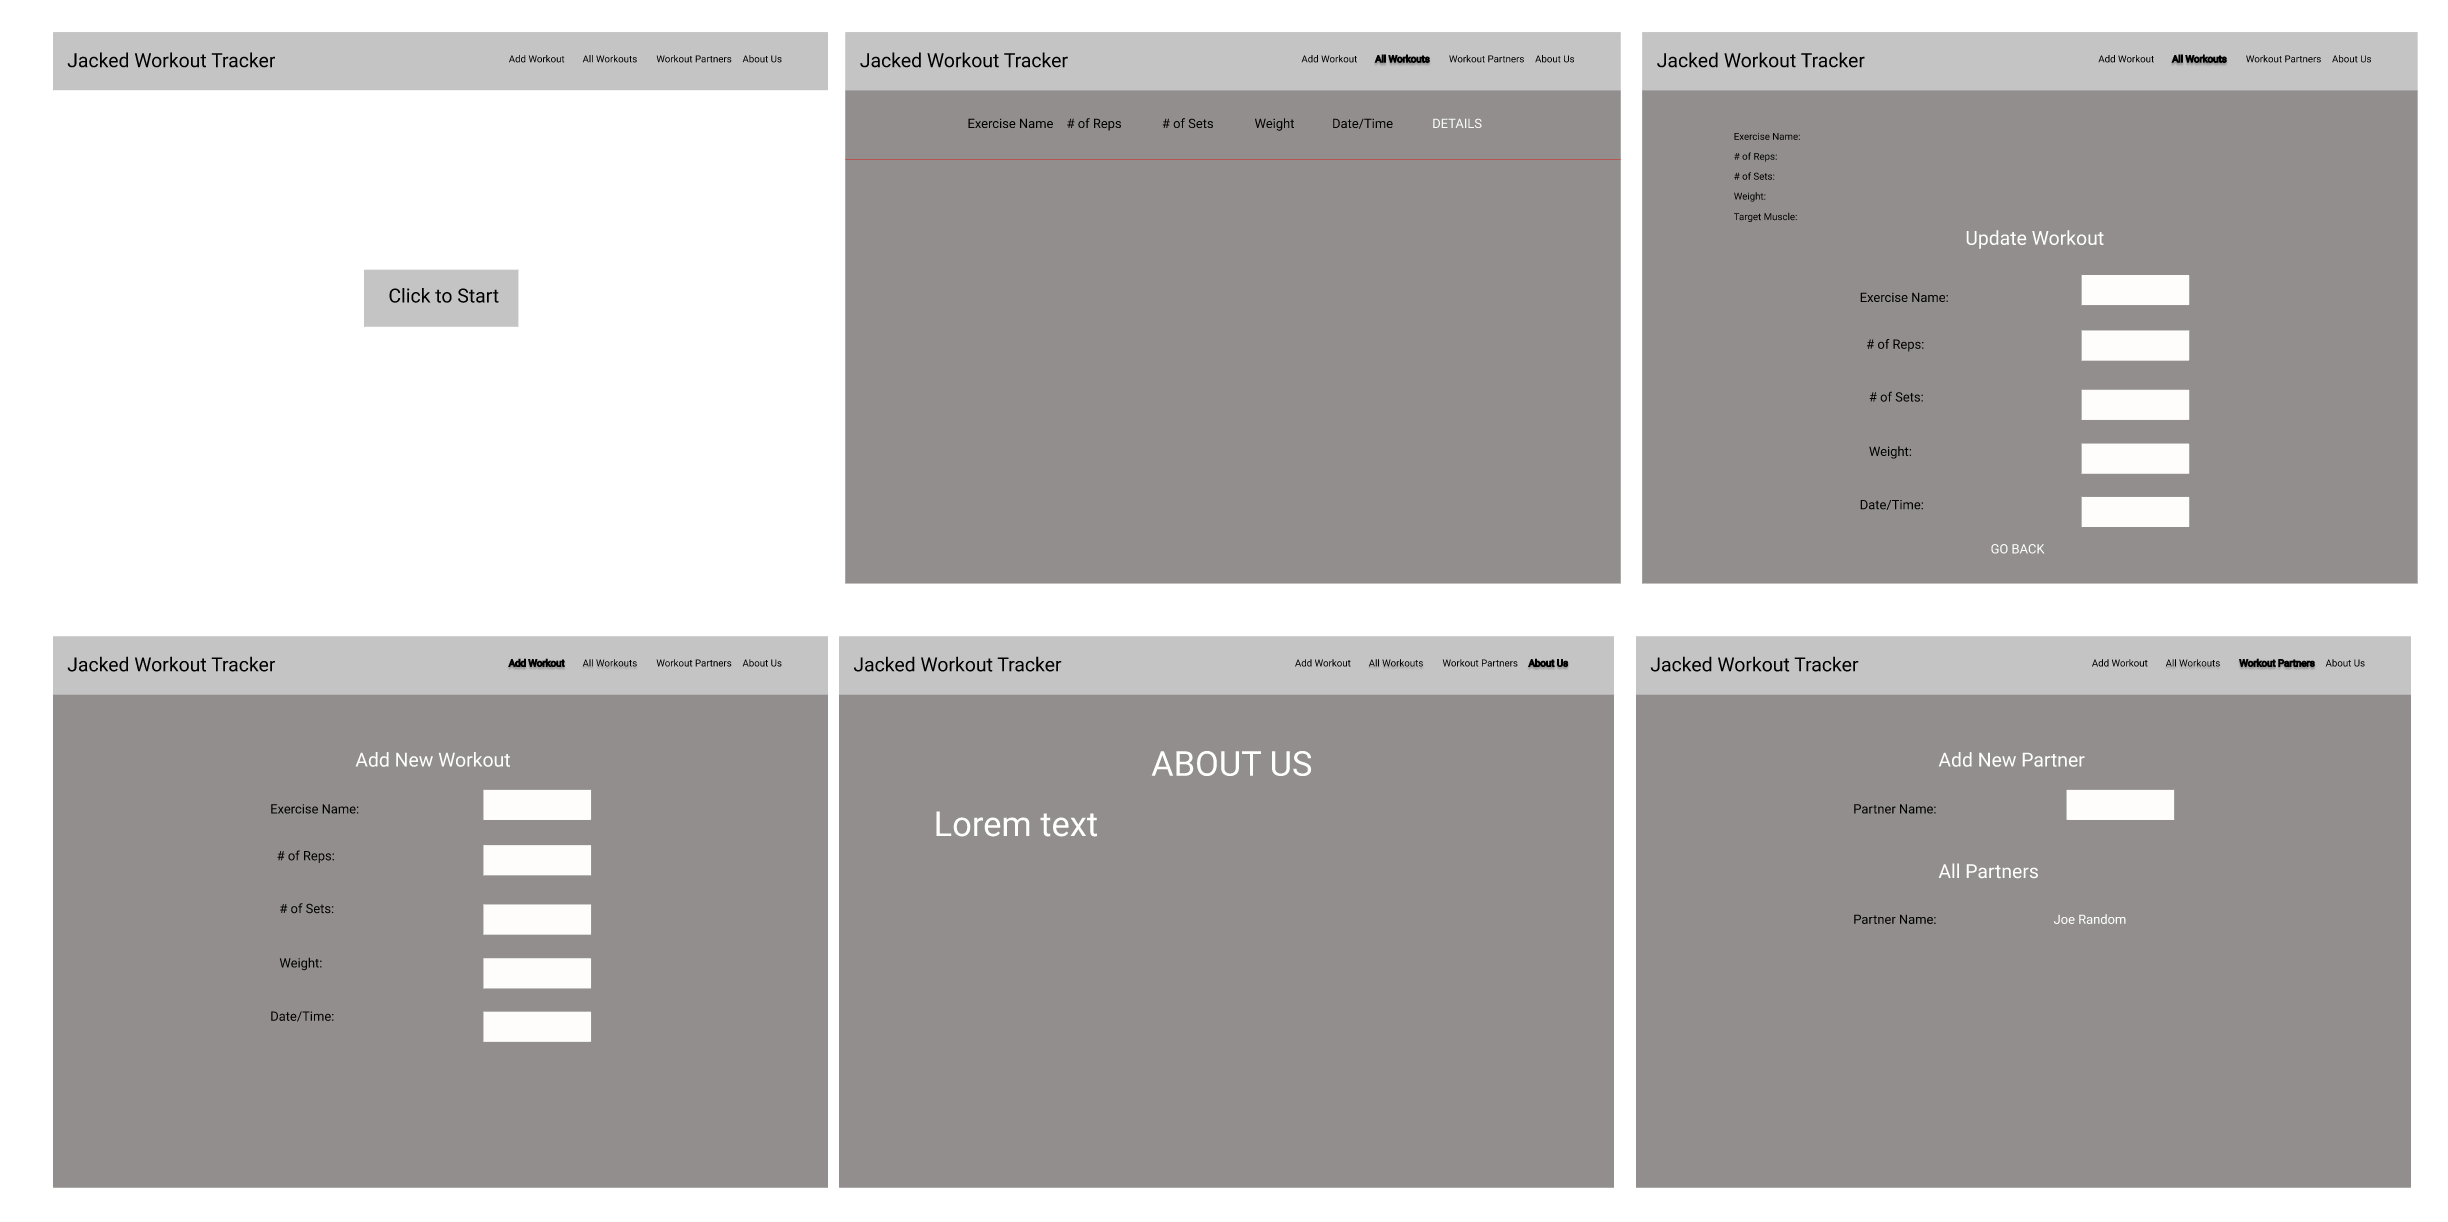 Jacked Workout Tracker Add Workout All Workouts Workout Partners About Us
Click to Start
Jacked Workout Tracker Add Workout All Workouts Workout Partners About Us
Exercise Name # of Reps # of Sets Weight Date/Time DETAILS
Jacked Workout Tracker Add Workout All Workouts Workout Partners About Us
Exercise Name:
# of Reps:
# of Sets:
Weight:
Target Muscle:
Update Workout
Exercise Name:
# of Reps:
# of Sets:
Weight:
Date/Time:
GO BACK
Jacked Workout Tracker Add Workout All Workouts Workout Partners About Us
Add New Workout
Exercise Name:
# of Reps:
# of Sets:
Weight:
Date/Time:
Jacked Workout Tracker Add Workout All Workouts Workout Partners About Us
ABOUT US
Lorem text
Jacked Workout Tracker Add Workout All Workouts Workout Partners About Us
Add New Partner
Partner Name:
All Partners
Partner Name: Joe Random